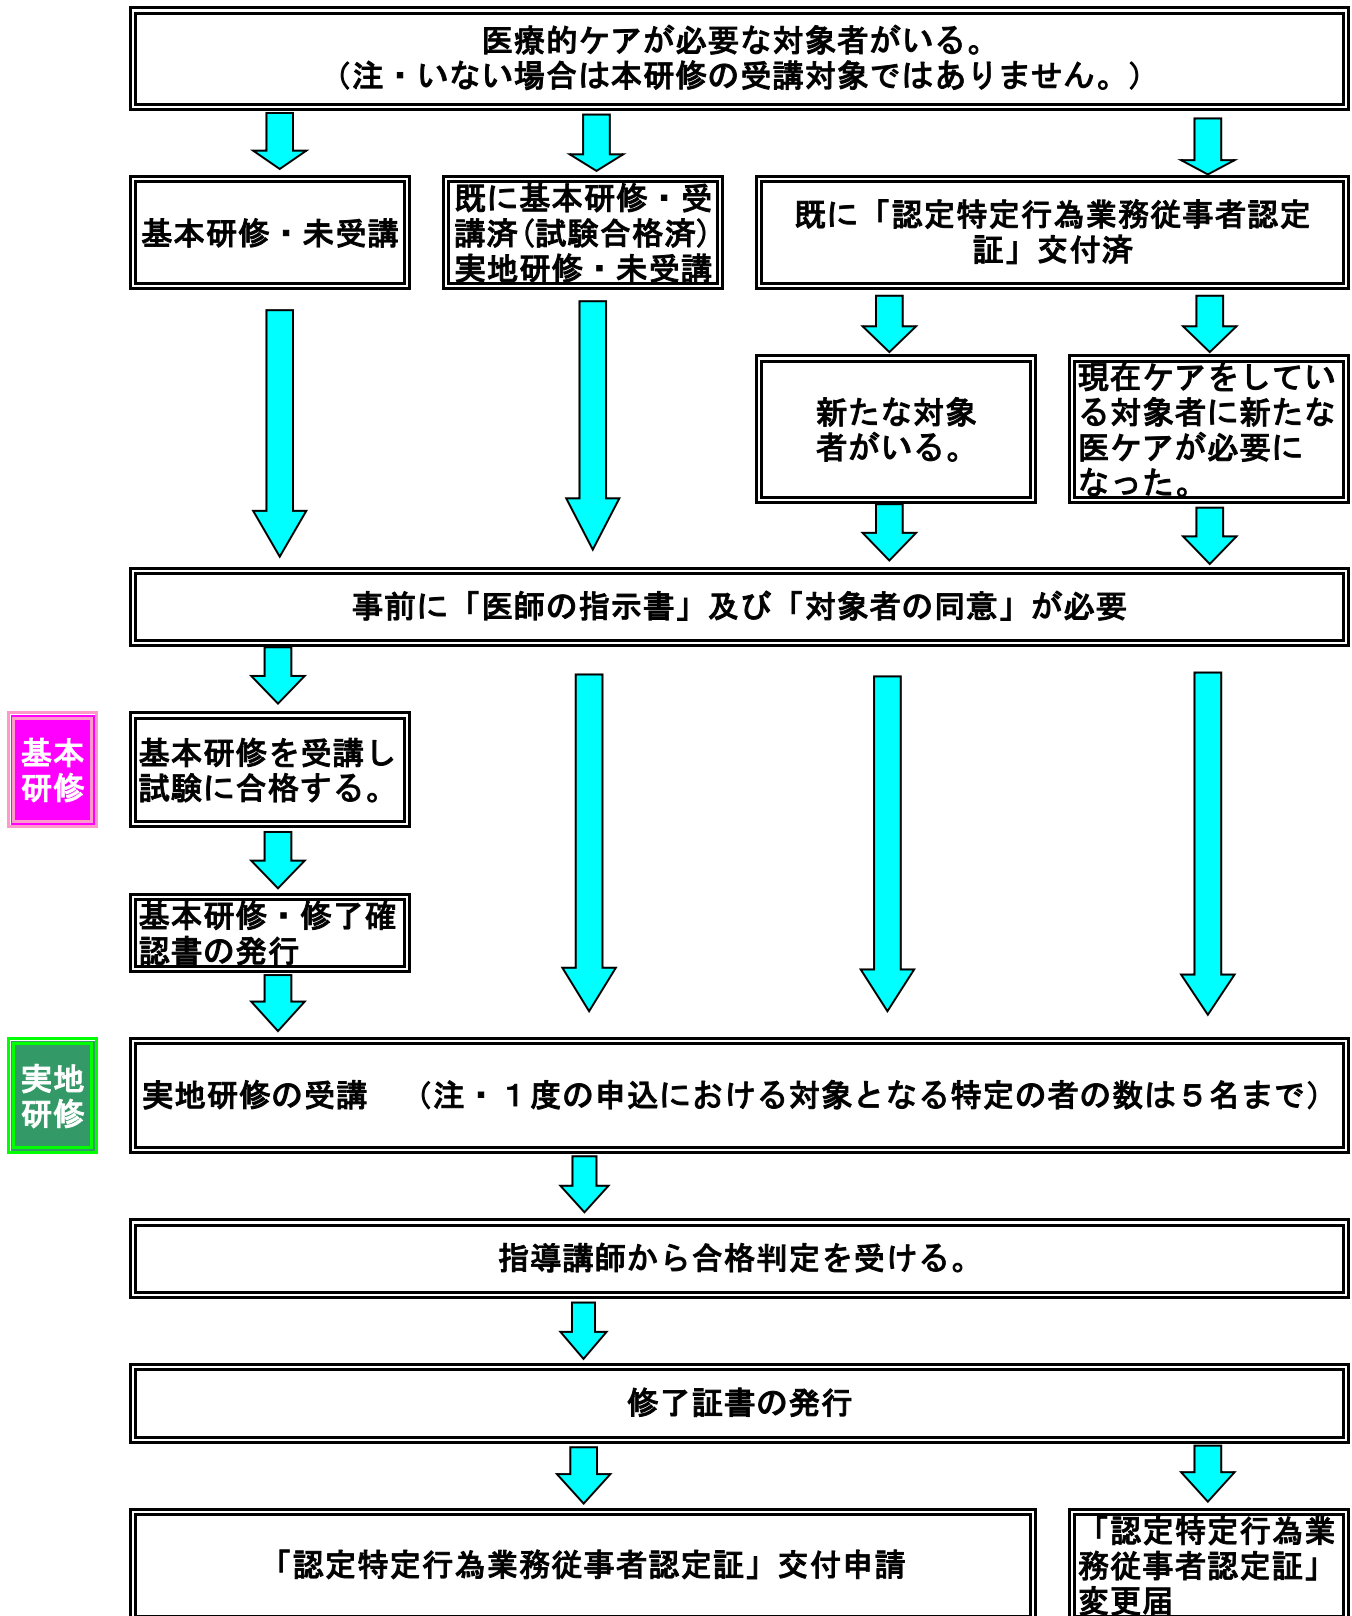 医療的ケアが必要な対象者がいる。
（注・いない場合は本研修の受講対象ではありません。）
基本研修・未受講
既に基本研修・受
講済（試験合格済）
実地研修・未受講
既に「認定特定行為業務従事者認定
証」交付済
新たな対象
者がいる。
現在ケアをしてい
る対象者に新たな
医ケアが必要に
なった。
事前に「医師の指示書」及び「対象者の同意」が必要
基本
研修
基本研修を受講し
試験に合格する。
基本研修・修了確
認書の発行
実地
研修
実地研修の受講　（注・１度の申込における対象となる特定の者の数は５名まで）
指導講師から合格判定を受ける。
修了証書の発行
「認定特定行為業務従事者認定証」交付申請
「認定特定行為業
務従事者認定証」
変更届